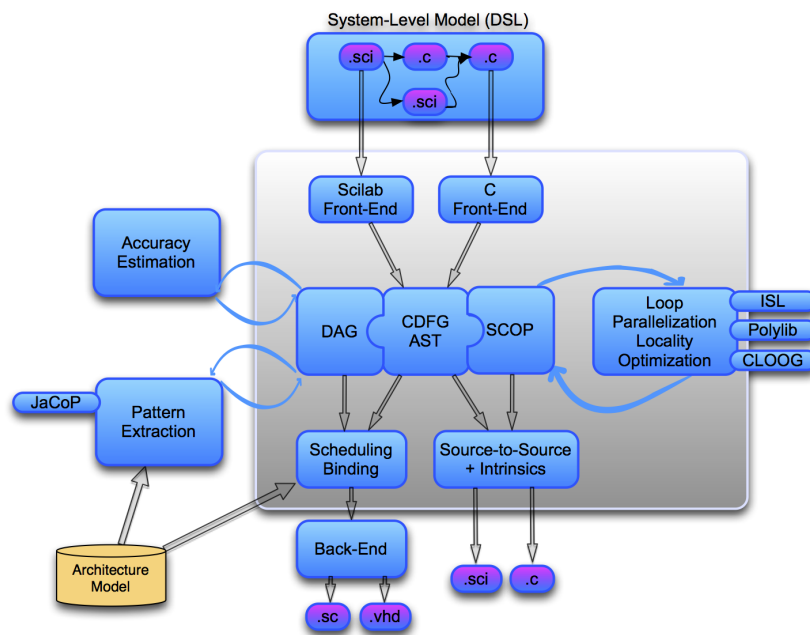 System-Level Model (DSL)
.sci
.c
.c
.sci
Scilab
Front-End
C
Front-End
Accuracy
Estimation
DAG
CDFG
AST
SCOP
Loop
Parallelization
Locality
Optimization
ISL
Polylib
CLOOG
JaCoP
Pattern
Extraction
Scheduling
Binding
Source-to-Source
+ Intrinsics
Architecture
Model
Back-End
.sci
.c
.sc
.vhd